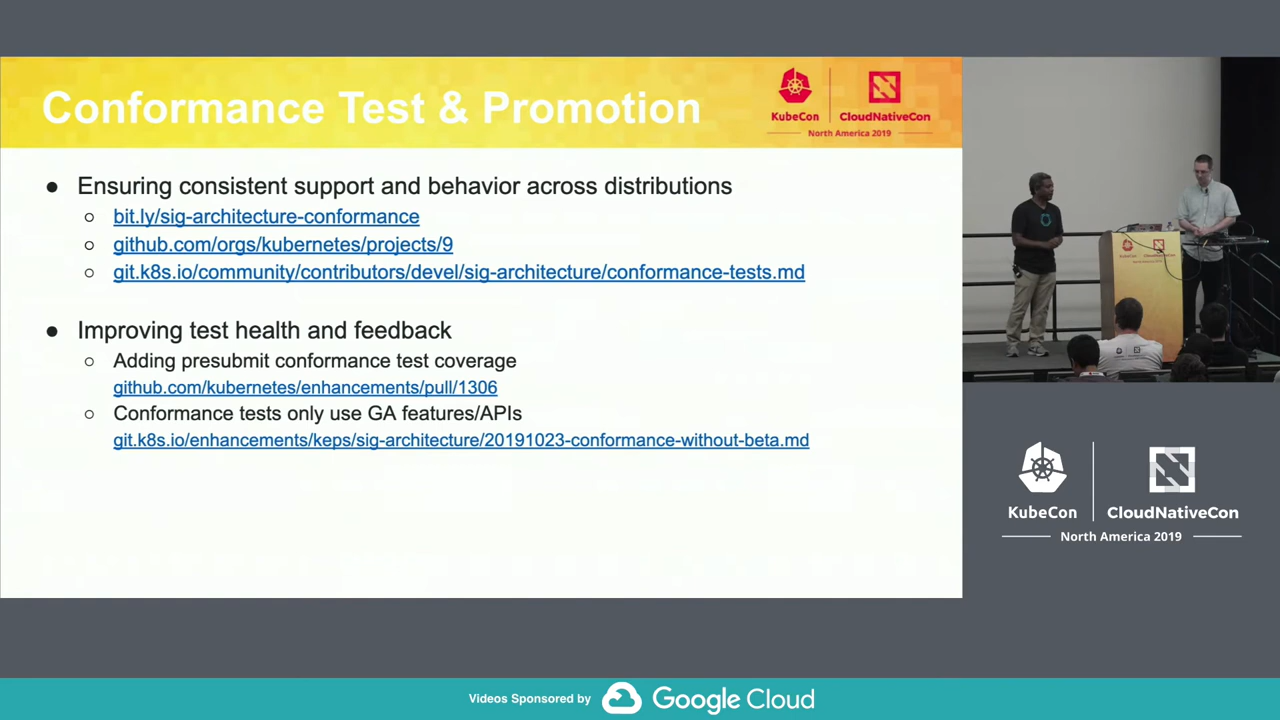 Conformance Test & Promotion
KubeCon
CloudNativeCon
North America 2019
● Ensuring consistent support and behavior across distributions
○ bit.ly/sig-architecture-conformance
○ github.com/orgs/kubernetes/projects/9
○ git.k8s.io/community/contributors/devel/sig-architecture/conformance-tests.md
● Improving test health and feedback
○ Adding presubmit conformance test coverage
github.com/kubernetes/enhancements/pull/1306
○ Conformance tests only use GA features/APIs
git.k8s.io/enhancements/keps/sig-architecture/20191023-conformance-without-beta.md
KubeCon
CloudNativeCon
North America 2019
Videos Sponsored by
Google Cloud